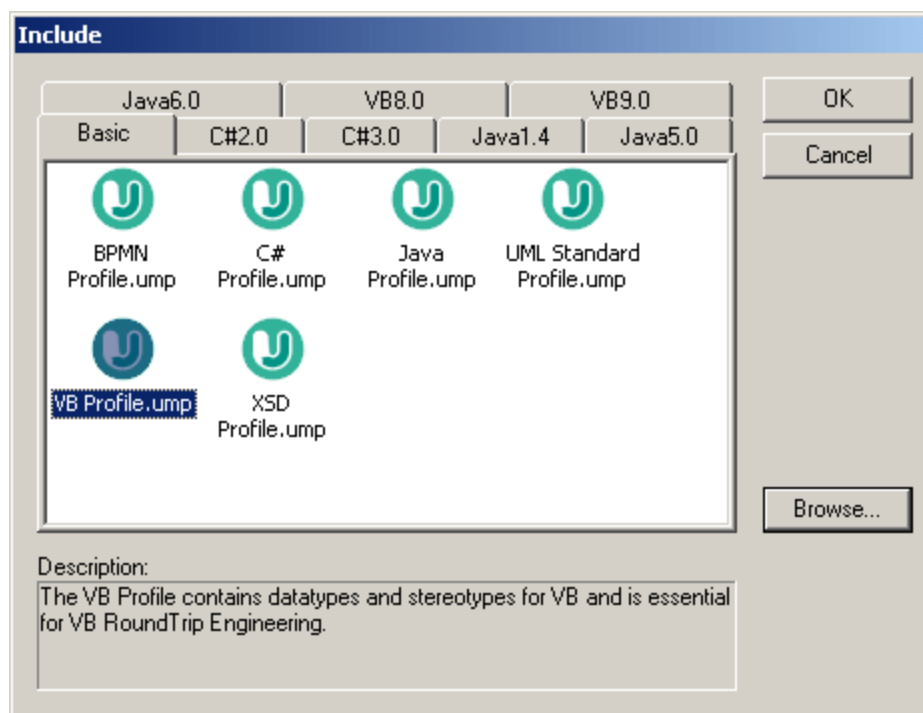 Include
Java6.0 VB8.0 VB9.0
Basic C#2.0 C#3.0 Java1.4 Java5.0
OK
Cancel
BPMN Profile.ump
C# Profile.ump
Java Profile.ump
UML Standard Profile.ump
VB Profile.ump
XSD Profile.ump
Browse...
Description:
The VB Profile contains datatypes and stereotypes for VB and is essential
for VB RoundTrip Engineering.